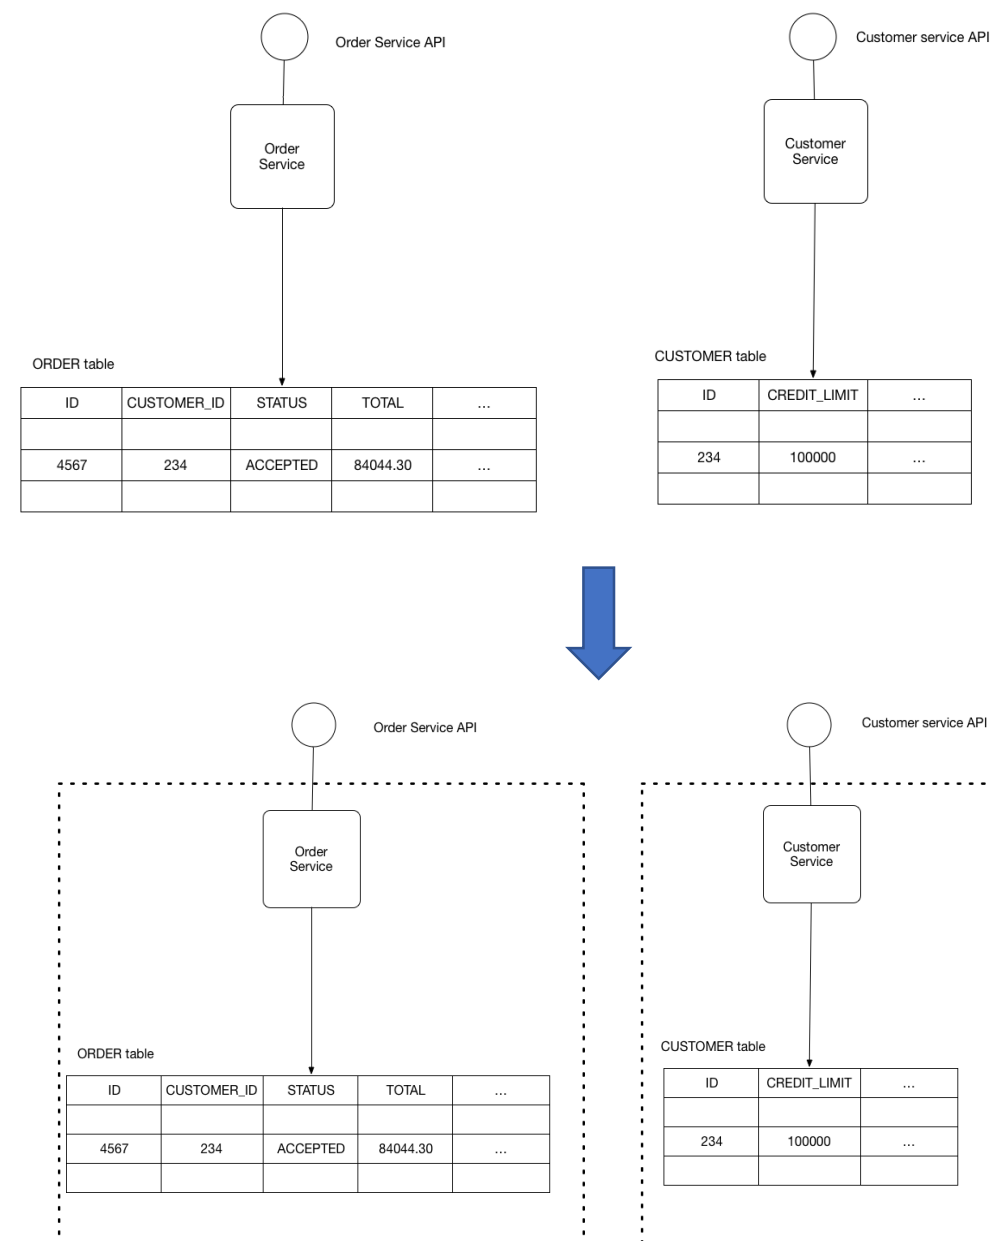 Order Service API
Customer service API
Order
Service
Customer
Service
ORDER table
ID CUSTOMER_ID STATUS TOTAL ...
4567 234 ACCEPTED 84044.30 ...
CUSTOMER table
ID CREDIT_LIMIT ...
234 100000 ...
Order Service API
Customer service API
Order
Service
Customer
Service
ORDER table
ID CUSTOMER_ID STATUS TOTAL ...
4567 234 ACCEPTED 84044.30 ...
CUSTOMER table
ID CREDIT_LIMIT ...
234 100000 ...